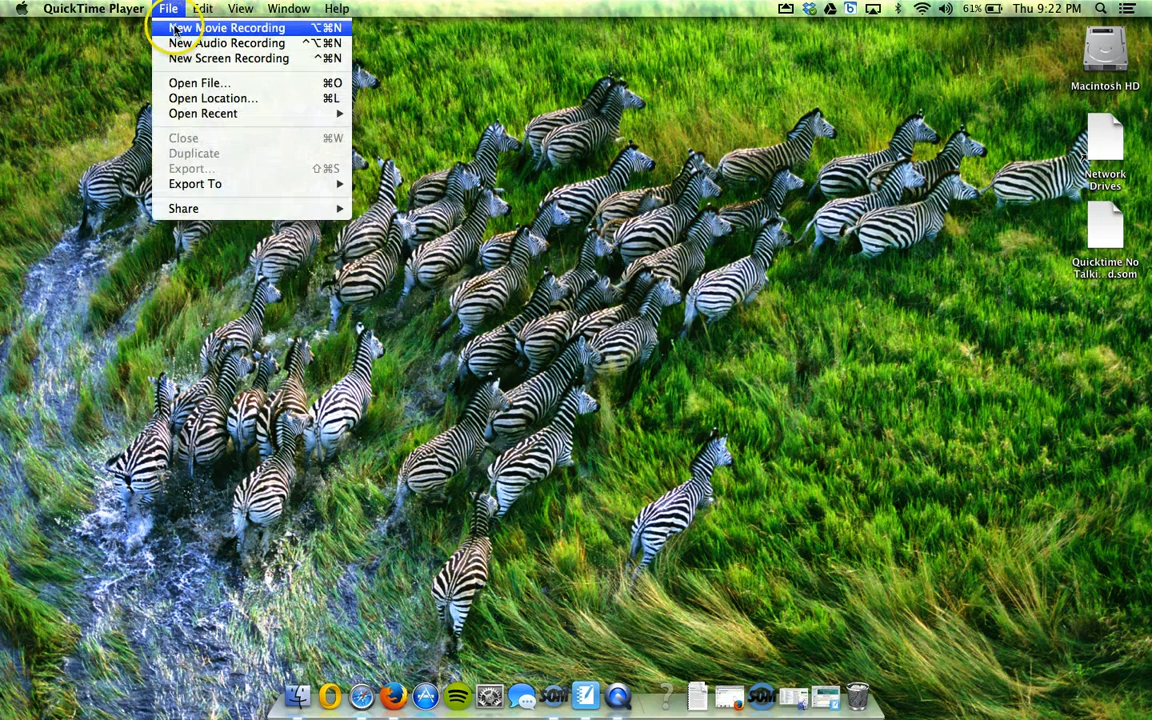 QuickTime Player File Edit View Window Help 61% Thu 9:22 PM
New Movie Recording ⌥⌘N
New Audio Recording ^⌥⌘N
New Screen Recording ^⌘N
Open File... ⌘O
Open Location... ⌘L
Open Recent
Close ⌘W
Duplicate
Export... ⇧⌘S
Export To
Share
Macintosh HD
Network
Drives
Quicktime No
Talki...d.som
SOM
SOM